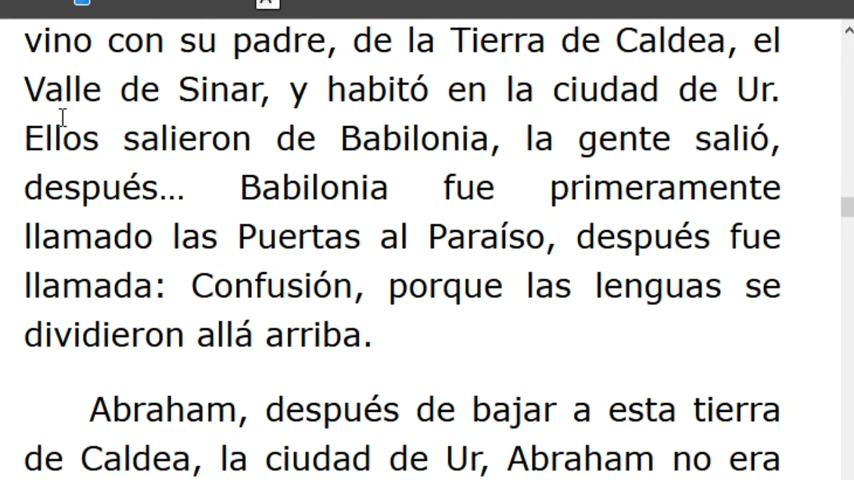 vino con su padre, de la Tierra de Caldea, el
Valle de Sinar, y habitó en la ciudad de Ur.
Ellos salieron de Babilonia, la gente salió,
después... Babilonia fue primeramente
llamado las Puertas al Paraíso, después fue
llamada: Confusión, porque las lenguas se
dividieron allá arriba.
Abraham, después de bajar a esta tierra
de Caldea, la ciudad de Ur, Abraham no era